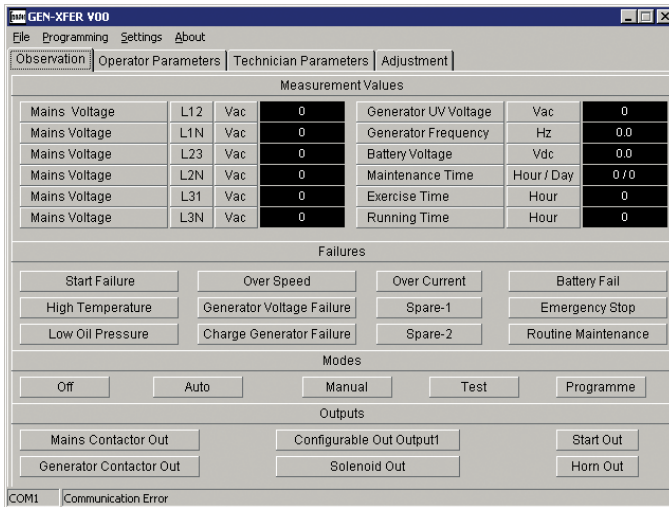 GEN-XFER V00
File Programming Settings About
Observation Operator Parameters Technician Parameters Adjustment
Measurement Values
Mains Voltage L12 Vac 0 Generator UV Voltage Vac 0
Mains Voltage L1N Vac 0 Generator Frequency Hz 0.0
Mains Voltage L23 Vac 0 Battery Voltage Vdc 0.0
Mains Voltage L2N Vac 0 Maintenance Time Hour / Day 0 / 0
Mains Voltage L31 Vac 0 Exercise Time Hour 0
Mains Voltage L3N Vac 0 Running Time Hour 0
Failures
Start Failure Over Speed Over Current Battery Fail
High Temperature Generator Voltage Failure Spare-1 Emergency Stop
Low Oil Pressure Charge Generator Failure Spare-2 Routine Maintenance
Modes
Off Auto Manual Test Programme
Outputs
Mains Contactor Out Configurable Out Output1 Start Out
Generator Contactor Out Solenoid Out Horn Out
COM1 Communication Error